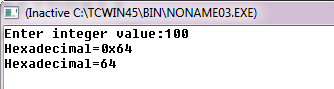 (Inactive C:\TCWIN45\BIN\NONAME03.EXE)
Enter integer value:100
Hexadecimal=0x64
Hexadecimal=64